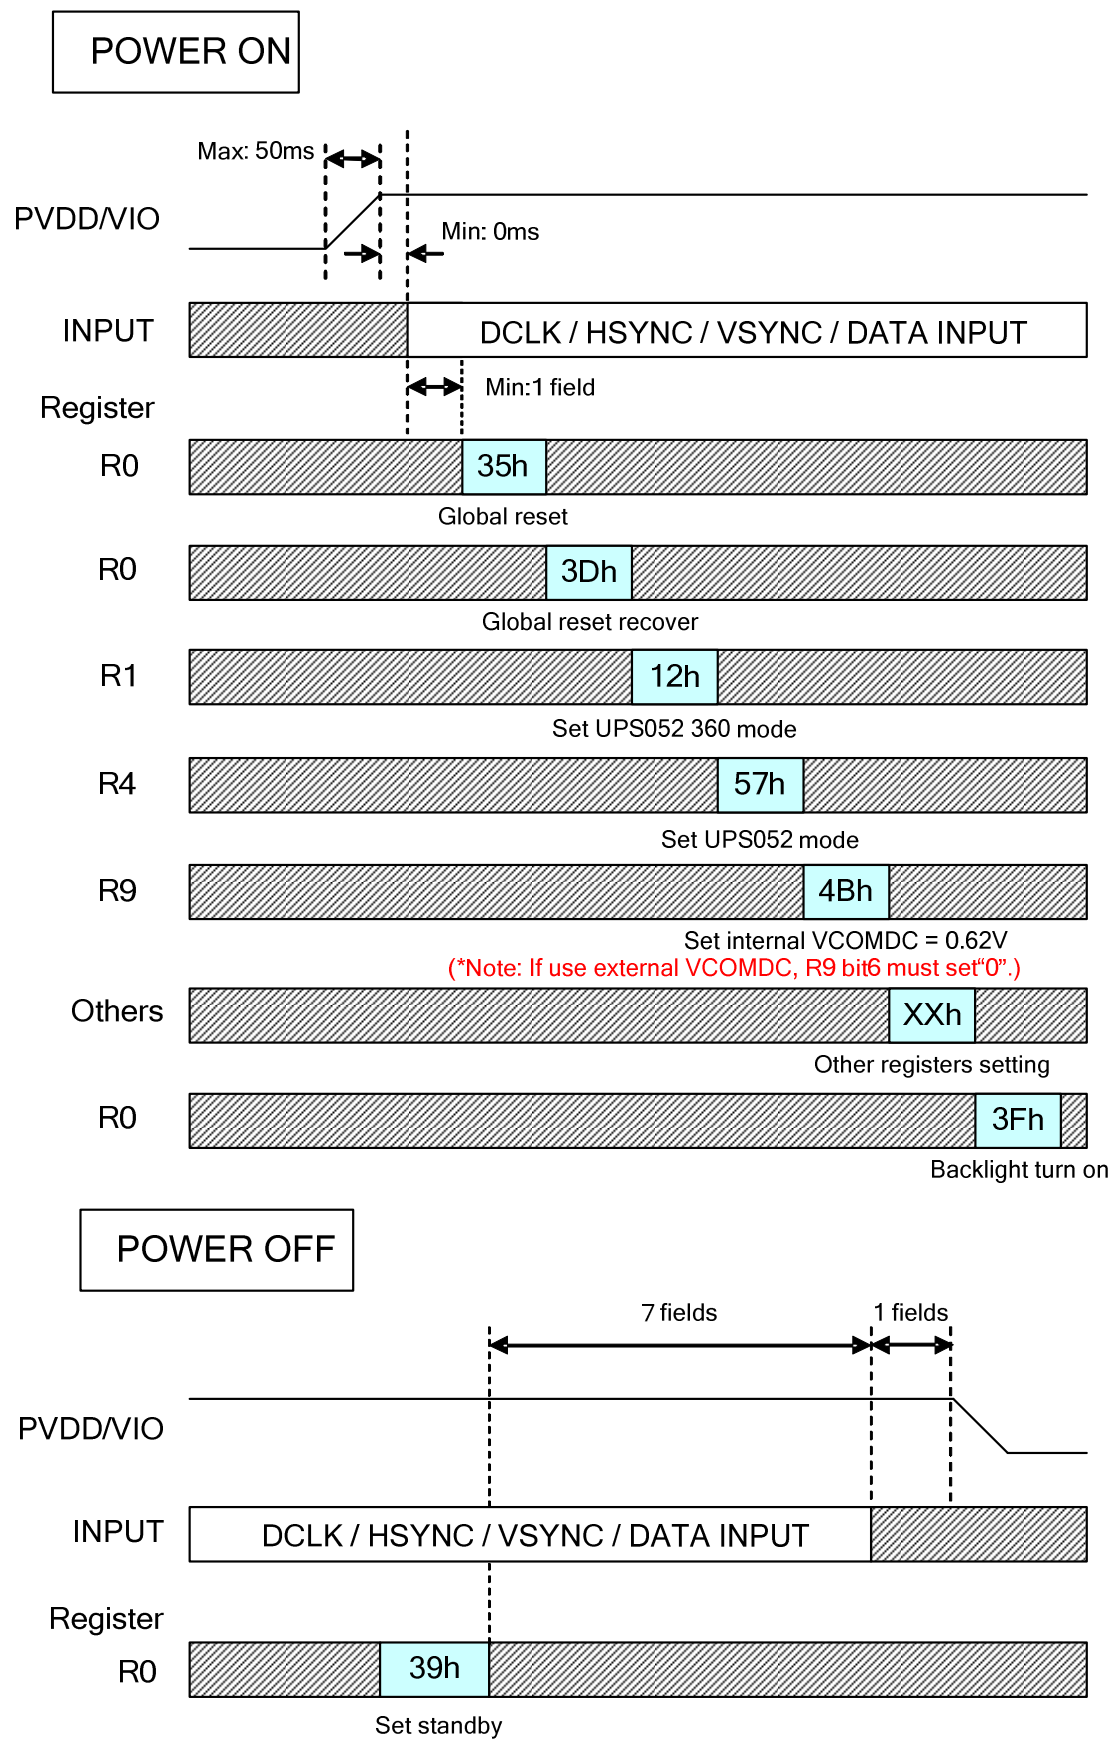 POWER ON
Max: 50ms
PVDD/VIO
Min: 0ms
INPUT
DCLK / HSYNC / VSYNC / DATA INPUT
Min:1 field
Register
R0
35h
Global reset
R0
3Dh
Global reset recover
R1
12h
Set UPS052 360 mode
R4
57h
Set UPS052 mode
R9
4Bh
Set internal VCOMDC = 0.62V
(*Note: If use external VCOMDC, R9 bit6 must set“0”.)
Others
XXh
Other registers setting
R0
3Fh
Backlight turn on
POWER OFF
7 fields
1 fields
PVDD/VIO
INPUT
DCLK / HSYNC / VSYNC / DATA INPUT
Register
R0
39h
Set standby